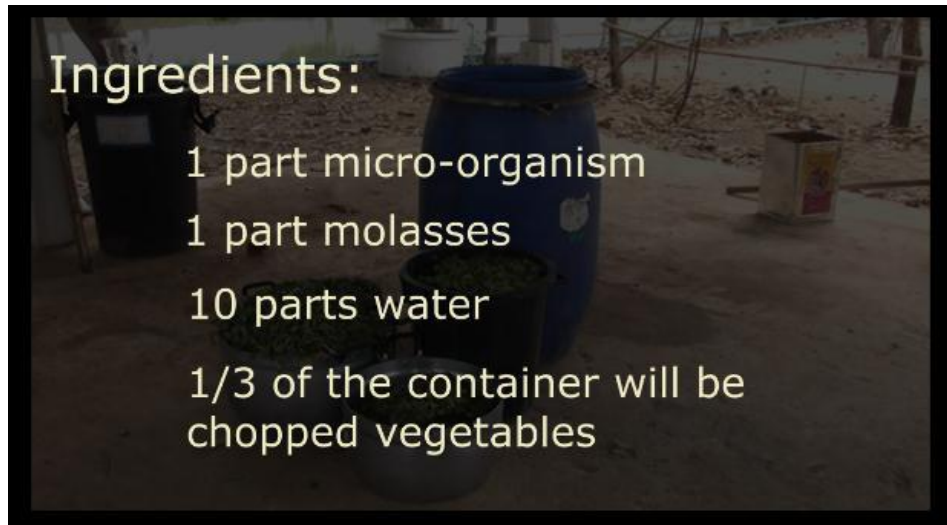 Ingredients:
1 part micro-organism
1 part molasses
10 parts water
1/3 of the container will be
chopped vegetables